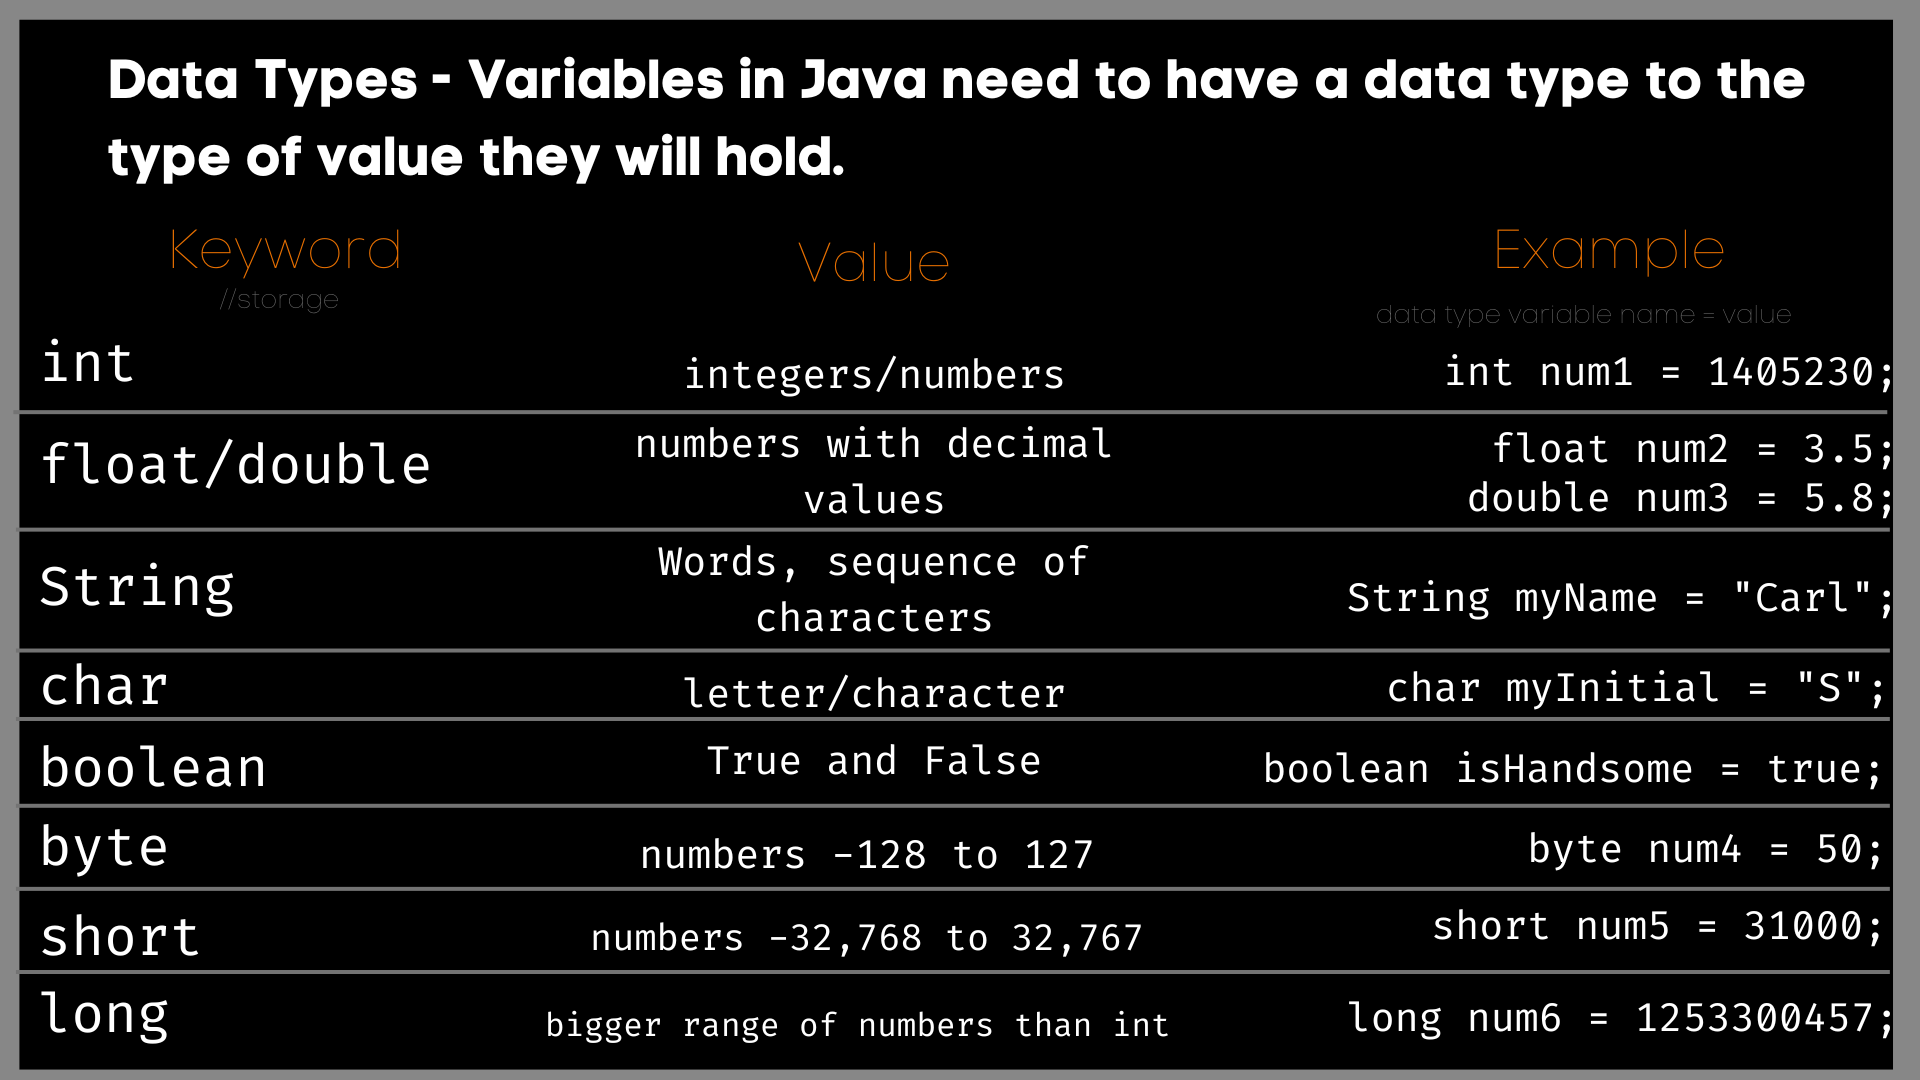 Data Types - Variables in Java need to have a data type to the
type of value they will hold.
Keyword
//storage
Value
Example
data type variable name = value
int
integers/numbers
int num1 = 1405230;
float/double
numbers with decimal
values
float num2 = 3.5;
double num3 = 5.8;
String
Words, sequence of
characters
String myName = "Carl";
char
letter/character
char myInitial = "S";
boolean
True and False
boolean isHandsome = true;
byte
numbers -128 to 127
byte num4 = 50;
short
numbers -32,768 to 32,767
short num5 = 31000;
long
bigger range of numbers than int
long num6 = 1253300457;